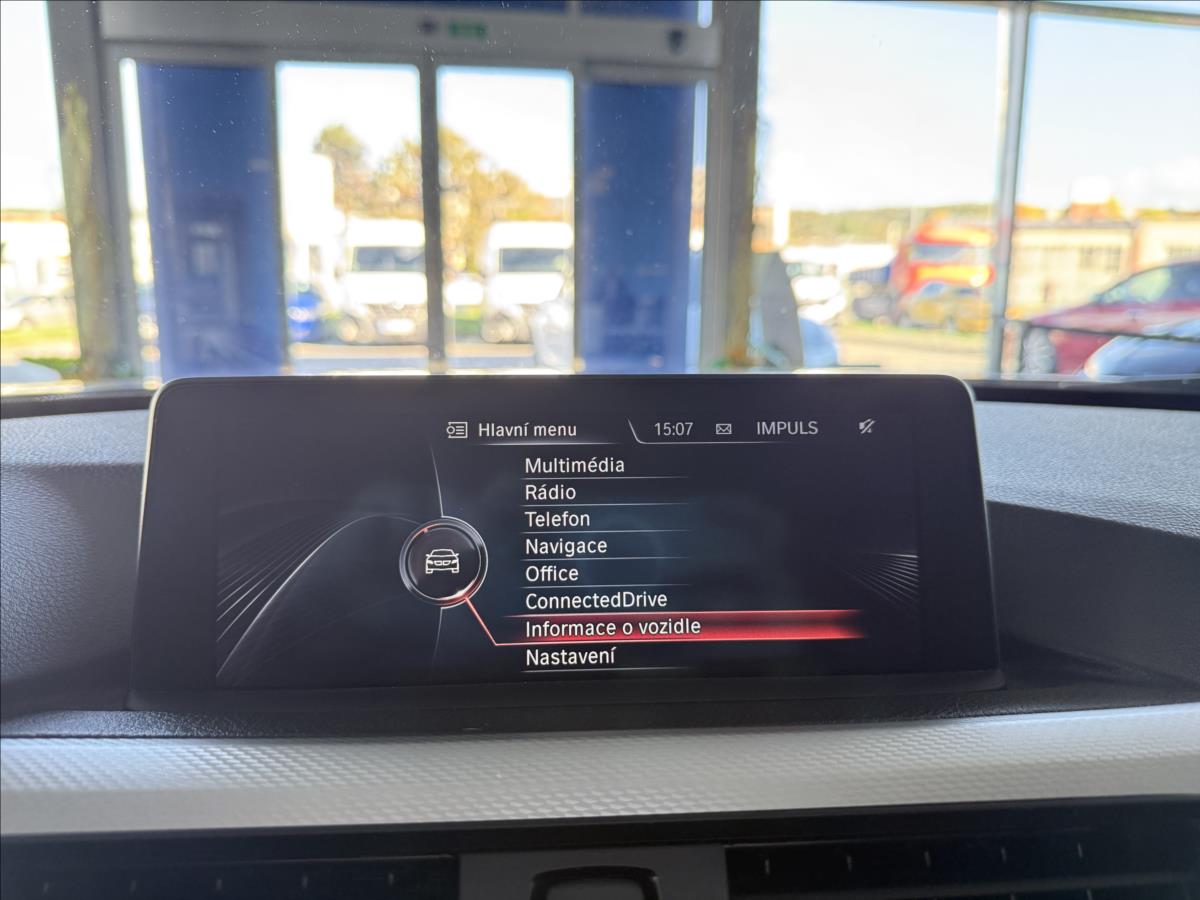 Hlavní menu 15:07 IMPULS
Multimédia
Rádio
Telefon
Navigace
Office
ConnectedDrive
Informace o vozidle
Nastavení